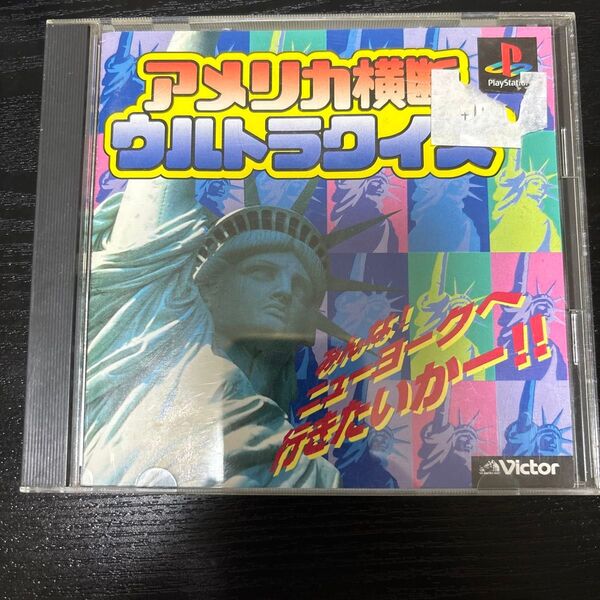 アメリカ横断
ウルトラクイズ
PlayStation
みんなぁ!
ニューヨークへ
行きたいかー!!
Victor